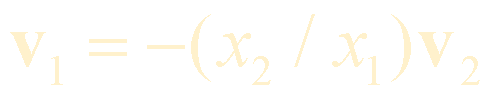 v₁ = −(x₂ / x₁)v₂